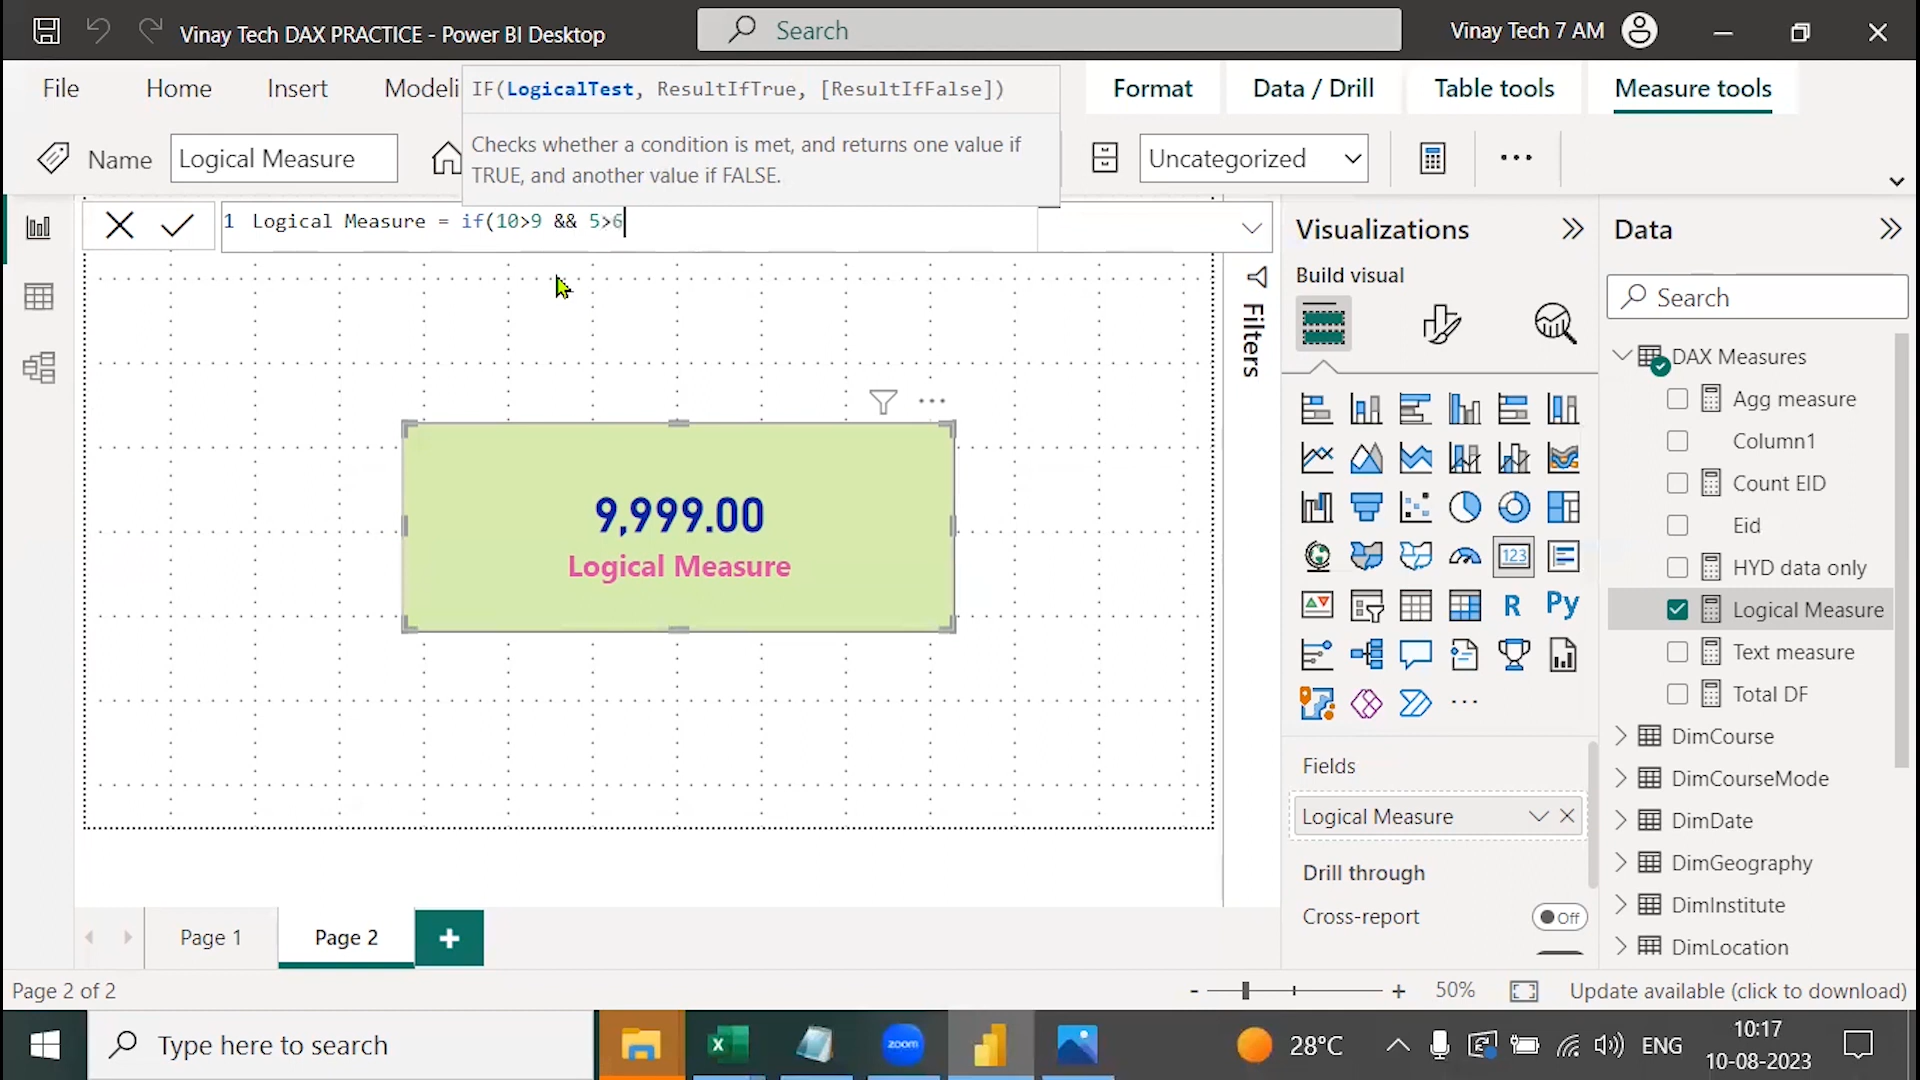 Vinay Tech DAX PRACTICE - Power BI Desktop
Search
Vinay Tech 7 AM
File
Home
Insert
Modeli
IF(LogicalTest, ResultIfTrue, [ResultIfFalse])
Checks whether a condition is met, and returns one value if
TRUE, and another value if FALSE.
Format
Data / Drill
Table tools
Measure tools
Name
Logical Measure
Uncategorized
1 Logical Measure = if(10>9 && 5>6
9,999.00
Logical Measure
Filters
Visualizations
Build visual
123
R
Py
Fields
Logical Measure
Drill through
Cross-report
Off
Data
Search
DAX Measures
Agg measure
Column1
Count EID
Eid
HYD data only
Logical Measure
Text measure
Total DF
DimCourse
DimCourseMode
DimDate
DimGeography
DimInstitute
DimLocation
Page 1
Page 2
Page 2 of 2
- + 50%
Update available (click to download)
Type here to search
zoom
28°C
ENG
10:17
10-08-2023